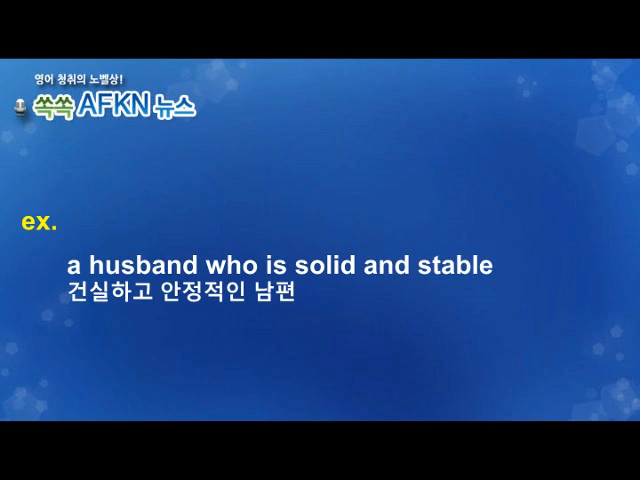 영어 청취의 노벨상!
쏙쏙 AFKN 뉴스
ex.
a husband who is solid and stable
건실하고 안정적인 남편